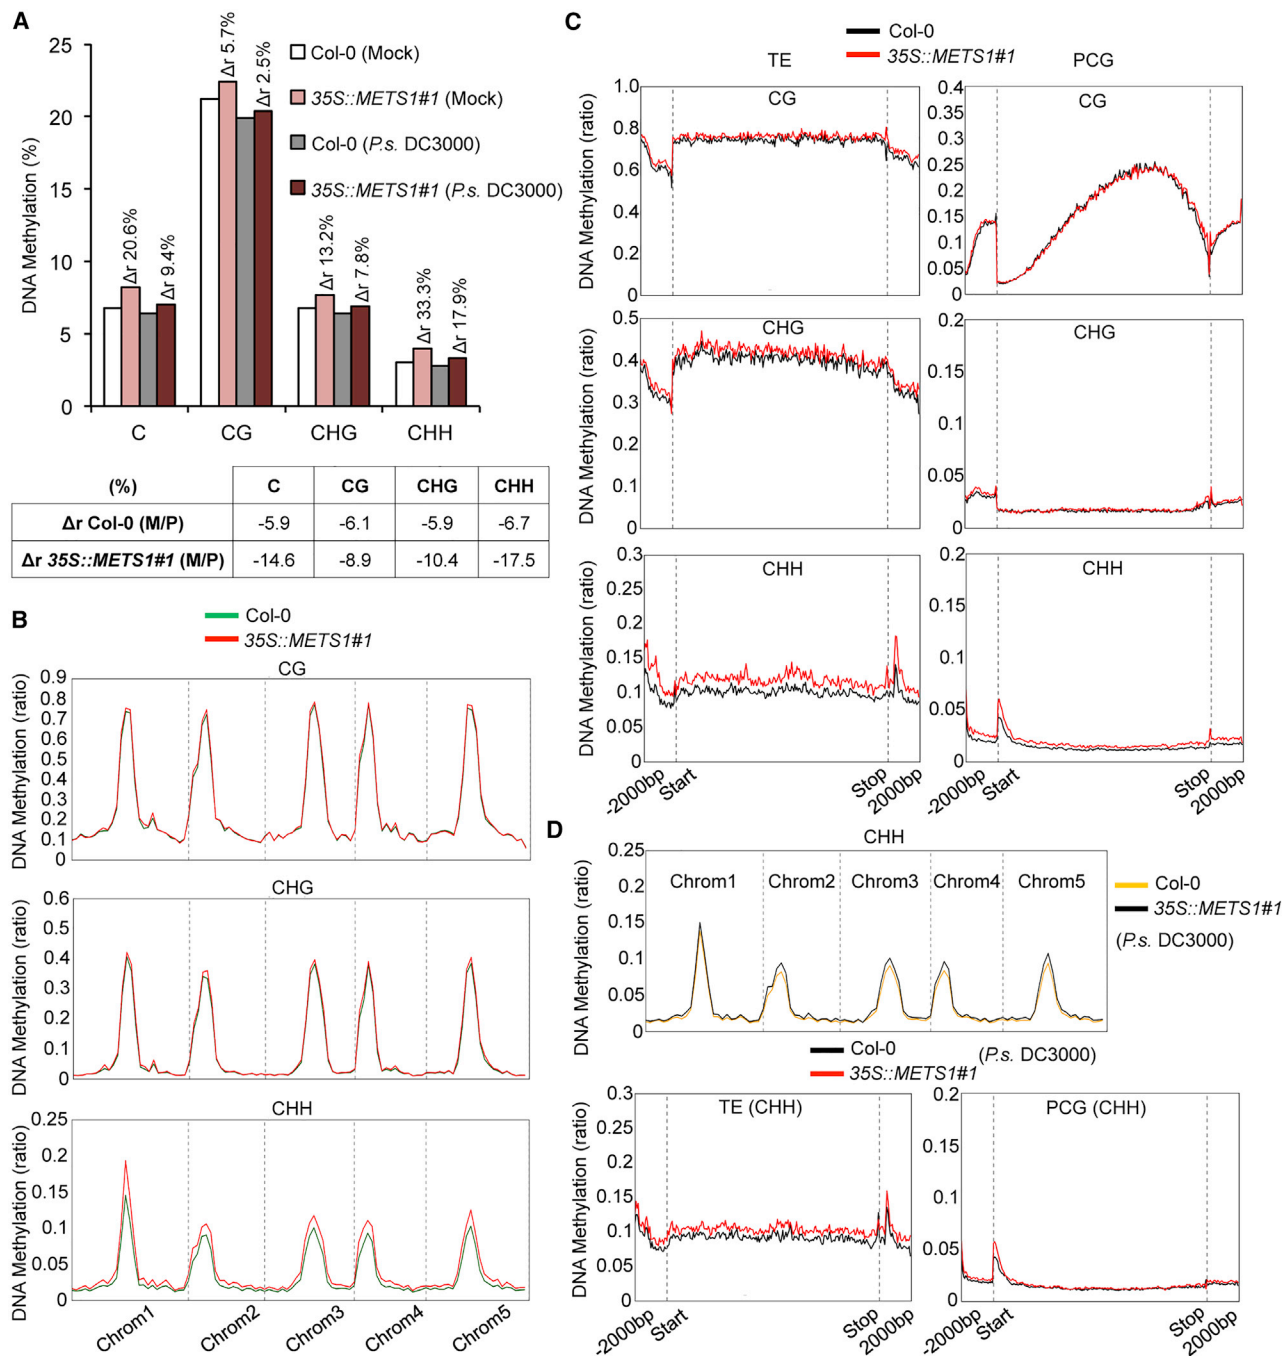 A
DNA Methylation (%)
25
20
15
10
5
0
Δr 20.6%
Δr 9.4%
Δr 5.7%
Δr 2.5%
Δr 13.2%
Δr 7.8%
Δr 33.3%
Δr 17.9%
Col-0 (Mock)
35S::METS1#1 (Mock)
Col-0 (P.s. DC3000)
35S::METS1#1 (P.s. DC3000)
C CG CHG CHH
(%) C CG CHG CHH
Δr Col-0 (M/P) -5.9 -6.1 -5.9 -6.7
Δr 35S::METS1#1 (M/P) -14.6 -8.9 -10.4 -17.5
B
Col-0
35S::METS1#1
CG
DNA Methylation (ratio)
0.9
0.8
0.7
0.6
0.5
0.4
0.3
0.2
0.1
0
CHG
DNA Methylation (ratio)
0.6
0.5
0.4
0.3
0.2
0.1
0
CHH
DNA Methylation (ratio)
0.25
0.2
0.15
0.1
0.05
0
Chrom1 Chrom2 Chrom3 Chrom4 Chrom5
C
Col-0
35S::METS1#1
TE
PCG
CG
DNA Methylation (ratio)
1.0
0.8
0.6
0.4
0.2
0
CG
DNA Methylation (ratio)
0.4
0.35
0.3
0.25
0.2
0.15
0.1
0.05
0
CHG
DNA Methylation (ratio)
0.5
0.4
0.3
0.2
0.1
0
CHG
DNA Methylation (ratio)
0.2
0.15
0.1
0.05
0
CHH
DNA Methylation (ratio)
0.3
0.25
0.2
0.15
0.1
0.05
0
CHH
DNA Methylation (ratio)
0.2
0.15
0.1
0.05
0
-2000bp Start Stop 2000bp
-2000bp Start Stop 2000bp
D
CHH
DNA Methylation (ratio)
0.25
0.2
0.15
0.1
0.05
0
Chrom1 Chrom2 Chrom3 Chrom4 Chrom5
Col-0
35S::METS1#1
(P.s. DC3000)
Col-0
35S::METS1#1
(P.s. DC3000)
TE (CHH)
DNA Methylation (ratio)
0.3
0.25
0.2
0.15
0.1
0.05
0
PCG (CHH)
DNA Methylation (ratio)
0.2
0.15
0.1
0.05
0
-2000bp Start Stop 2000bp
-2000bp Start Stop 2000bp